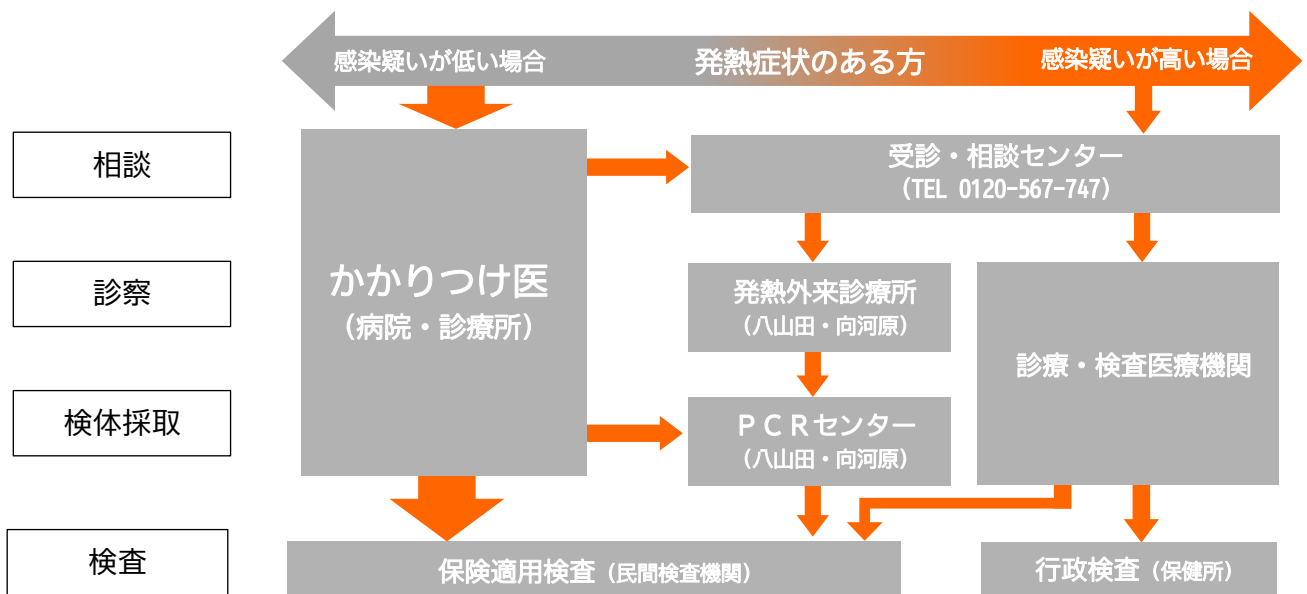 感染疑いが低い場合
発熱症状のある方
感染疑いが高い場合
相談
受診・相談センター
（TEL 0120-567-747）
診察
かかりつけ医
（病院・診療所）
発熱外来診療所
（八山田・向河原）
診療・検査医療機関
検体採取
ＰＣＲセンター
（八山田・向河原）
検査
保険適用検査（民間検査機関）
行政検査（保健所）